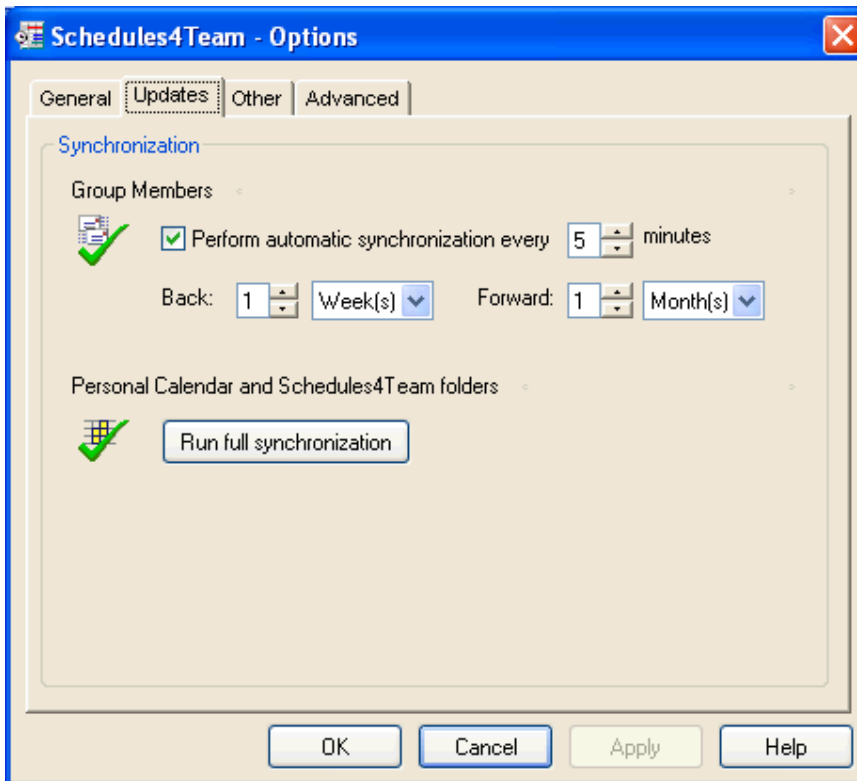 Schedules4Team - Options
General Updates Other Advanced
Synchronization
Group Members
Perform automatic synchronization every 5 minutes
Back: 1 Week(s) Forward: 1 Month(s)
Personal Calendar and Schedules4Team folders
Run full synchronization
OK Cancel Apply Help